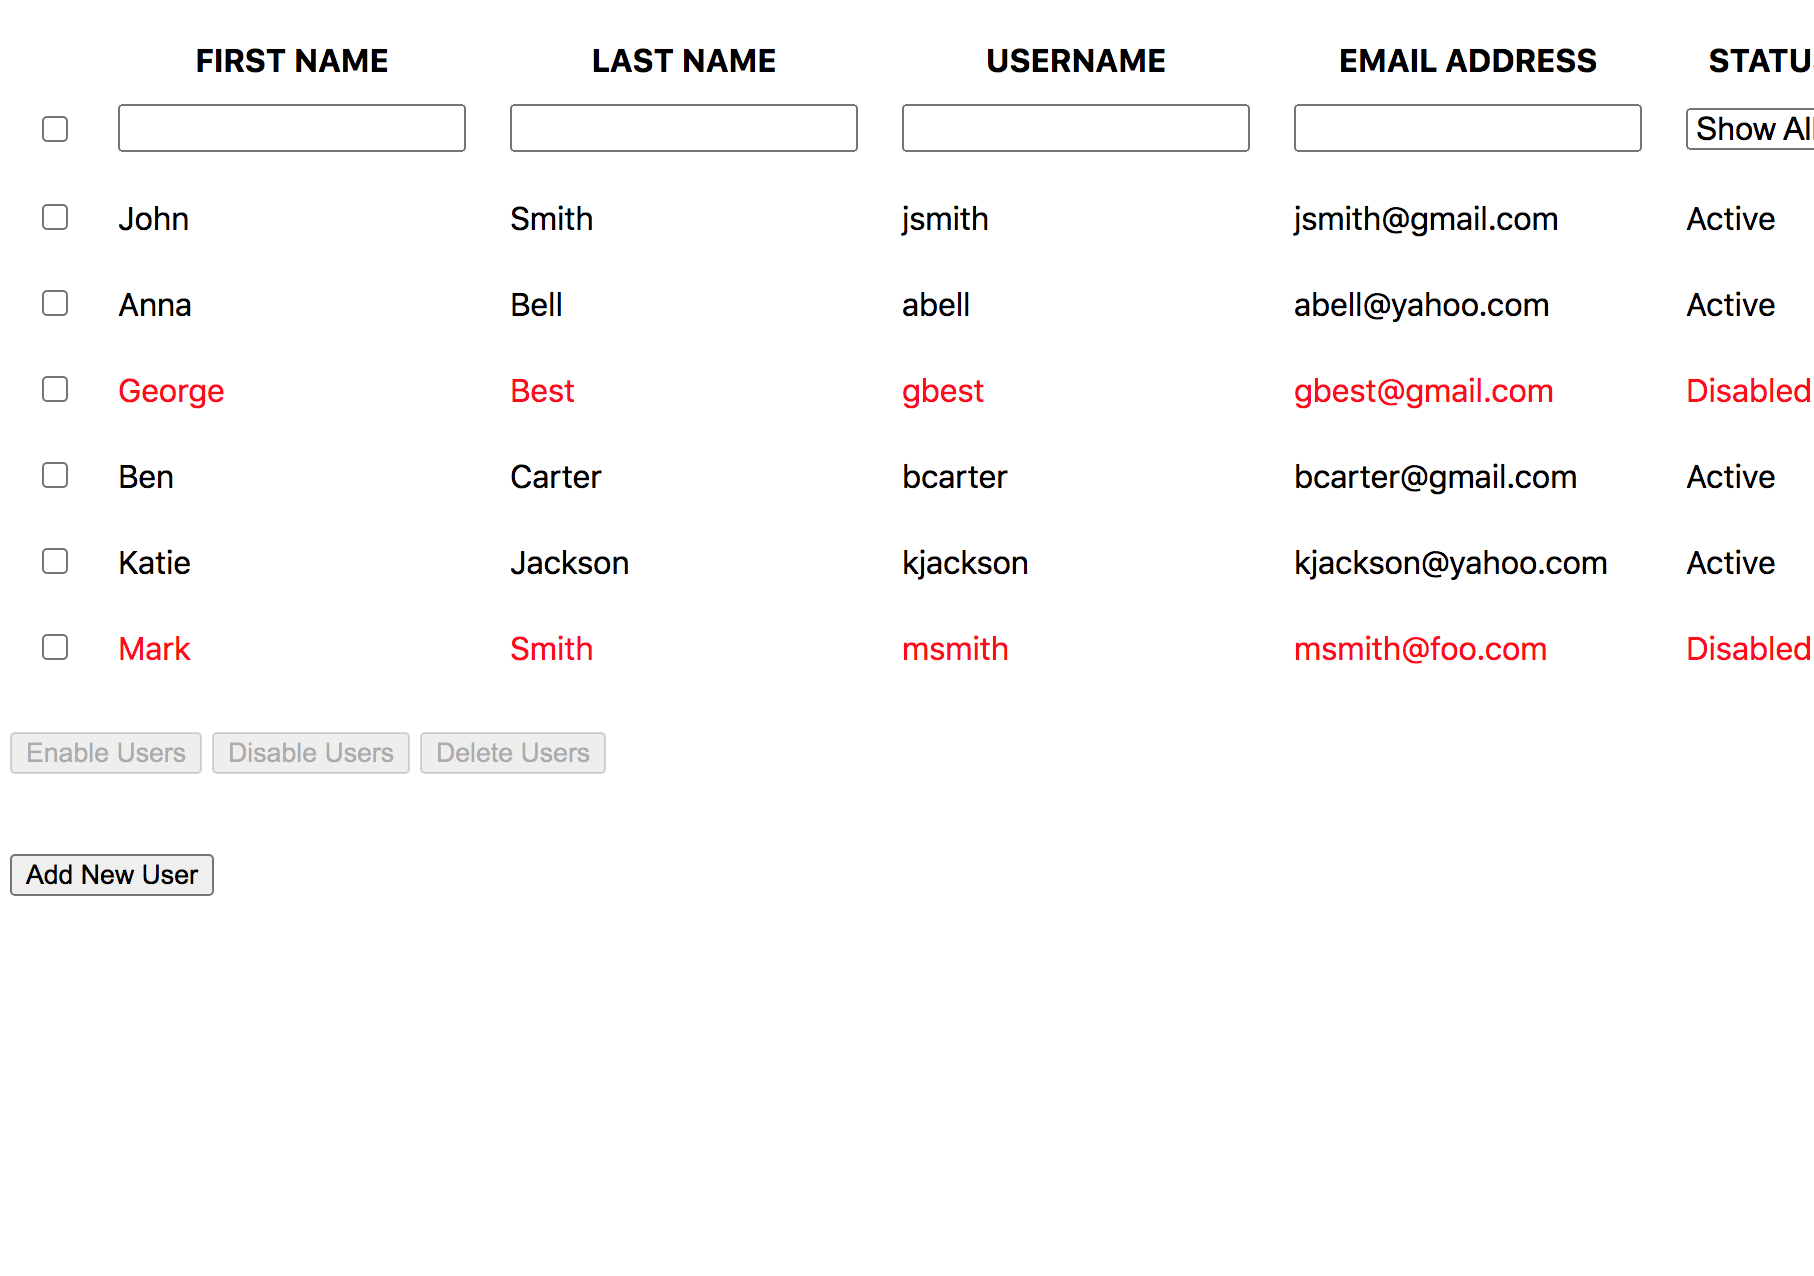 FIRST NAME LAST NAME USERNAME EMAIL ADDRESS STATU
Show All
John Smith jsmith jsmith@gmail.com Active
Anna Bell abell abell@yahoo.com Active
George Best gbest gbest@gmail.com Disabled
Ben Carter bcarter bcarter@gmail.com Active
Katie Jackson kjackson kjackson@yahoo.com Active
Mark Smith msmith msmith@foo.com Disabled
Enable Users Disable Users Delete Users
Add New User